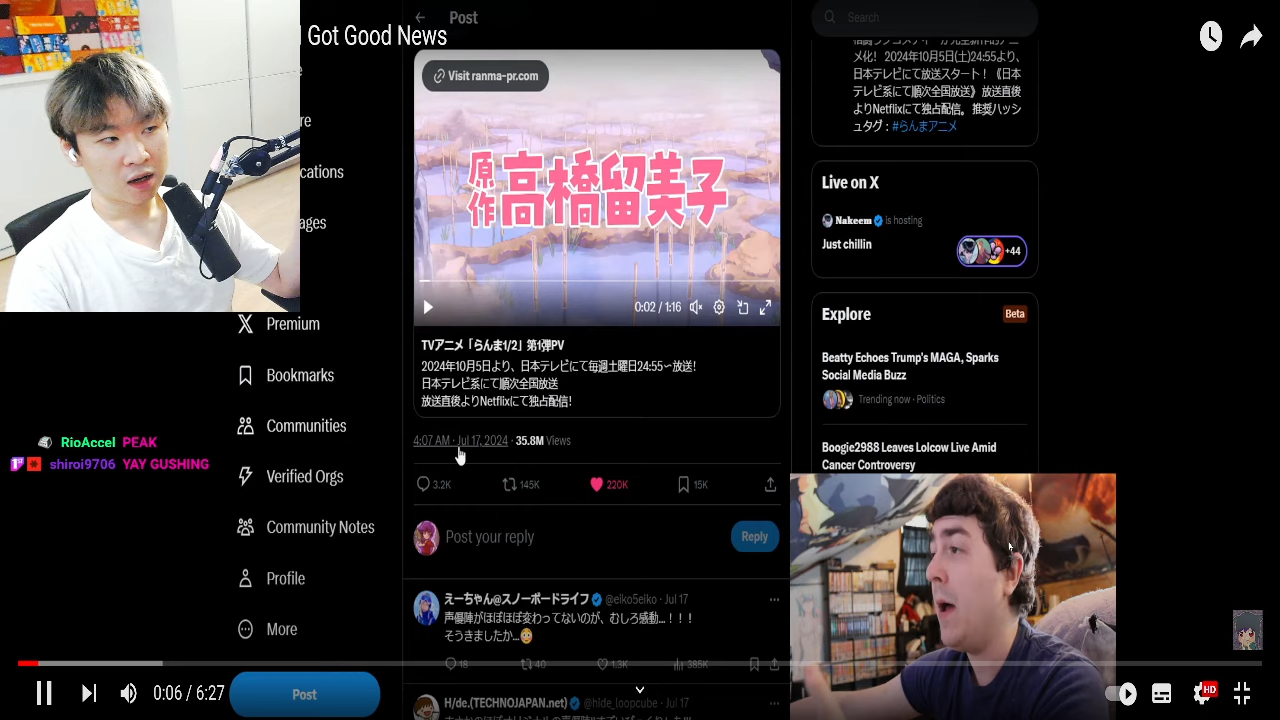 Got Good News
Post
Search
Visit ranma-pr.com
原作
高橋留美子
0:02 / 1:16
TVアニメ「らんま1/2」第1弾PV
2024年10月5日より、日本テレビにて毎週土曜日24:55〜放送!
日本テレビ系にて順次全国放送
放送直後よりNetflixにて独占配信!
4:07 AM · Jul 17, 2024 · 35.8M Views
3.2K
145K
220K
15K
Post your reply
Reply
えーちゃん@スノーボードライフ @eiko5eiko · Jul 17
声優陣がほぼほぼ変わってないのが、むしろ感動...！！！
そうきましたか...
18
40
1.3K
385K
H/de.(TECHNOJAPAN.net) @hide_loopcube · Jul 17
メ化！ 2024年10月5日(土)24:55より、
日本テレビにて放送スタート！《日本
テレビ系にて順次全国放送》 放送直後
よりNetflixにて独占配信。 推奨ハッシ
ュタグ：#らんまアニメ
Live on X
Nakeem is hosting
Just chillin
+44
Explore
Beta
Beatty Echoes Trump's MAGA, Sparks
Social Media Buzz
Trending now · Politics
Boogie2988 Leaves Lolcow Live Amid
Cancer Controversy
re
cations
ages
Premium
Bookmarks
Communities
Verified Orgs
Community Notes
Profile
More
Post
RioAccel PEAK
shiroi9706 YAY GUSHING
0:06 / 6:27
HD